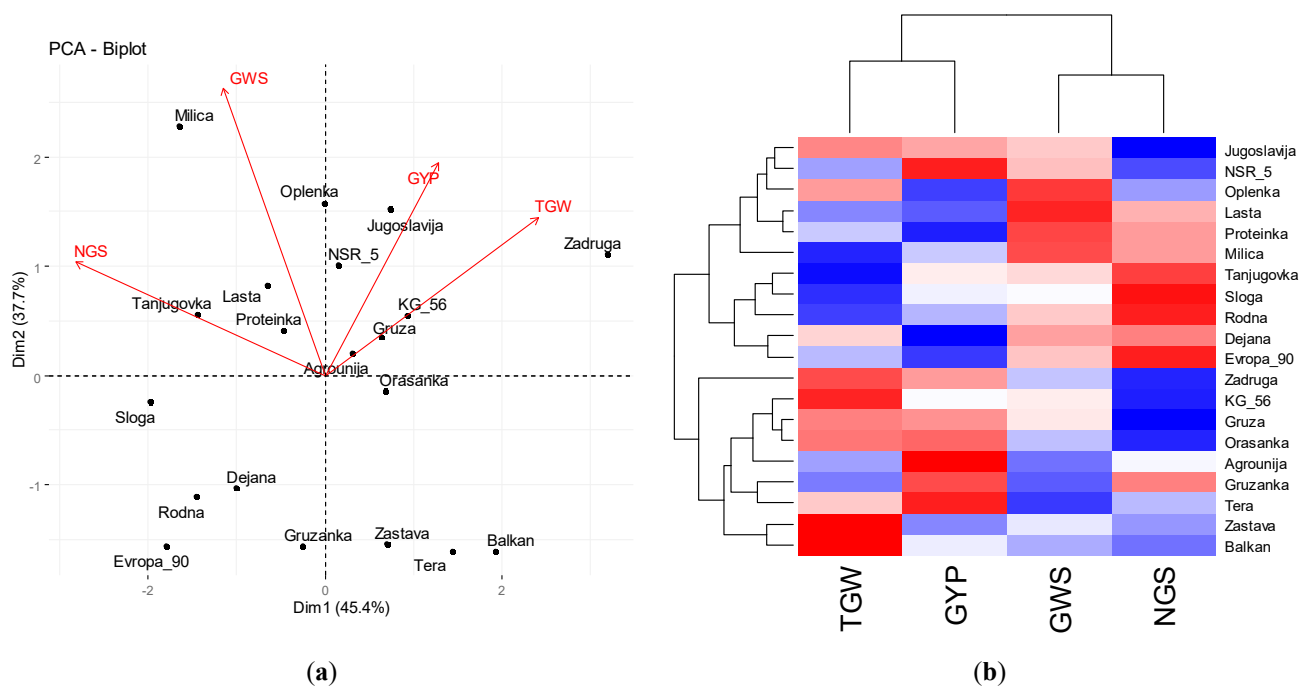 PCA - Biplot
GWS
Milica
2
Oplenka
GYP
TGW
Jugoslavija
Zadruga
NSR_5
NGS
1
Lasta
Tanjugovka
KG_56
Proteinka
Gruza
Agrounija
0
Orasanka
Sloga
Dejana
-1
Rodna
Gruzanka
Zastava
Balkan
Evropa_90
Tera
-2
0
2
Dim1 (45.4%)
Dim2 (37.7%)
(a)
Jugoslavija
NSR_5
Oplenka
Lasta
Proteinka
Milica
Tanjugovka
Sloga
Rodna
Dejana
Evropa_90
Zadruga
KG_56
Gruza
Orasanka
Agrounija
Gruzanka
Tera
Zastava
Balkan
TGW
GYP
GWS
NGS
(b)